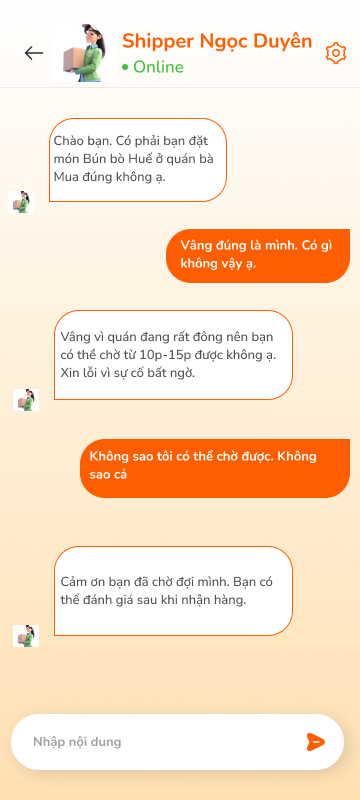 Shipper Ngọc Duyên
Online
Chào bạn. Có phải bạn đặt
món Bún bò Huế ở quán bà
Mua đúng không ạ.
Vâng đúng là mình. Có gì
không vậy ạ.
Vâng vì quán đang rất đông nên bạn
có thể chờ từ 10p-15p được không ạ.
Xin lỗi vì sự cố bất ngờ.
Không sao tôi có thể chờ được. Không
sao cả
Cảm ơn bạn đã chờ đợi mình. Bạn có
thể đánh giá sau khi nhận hàng.
Nhập nội dung